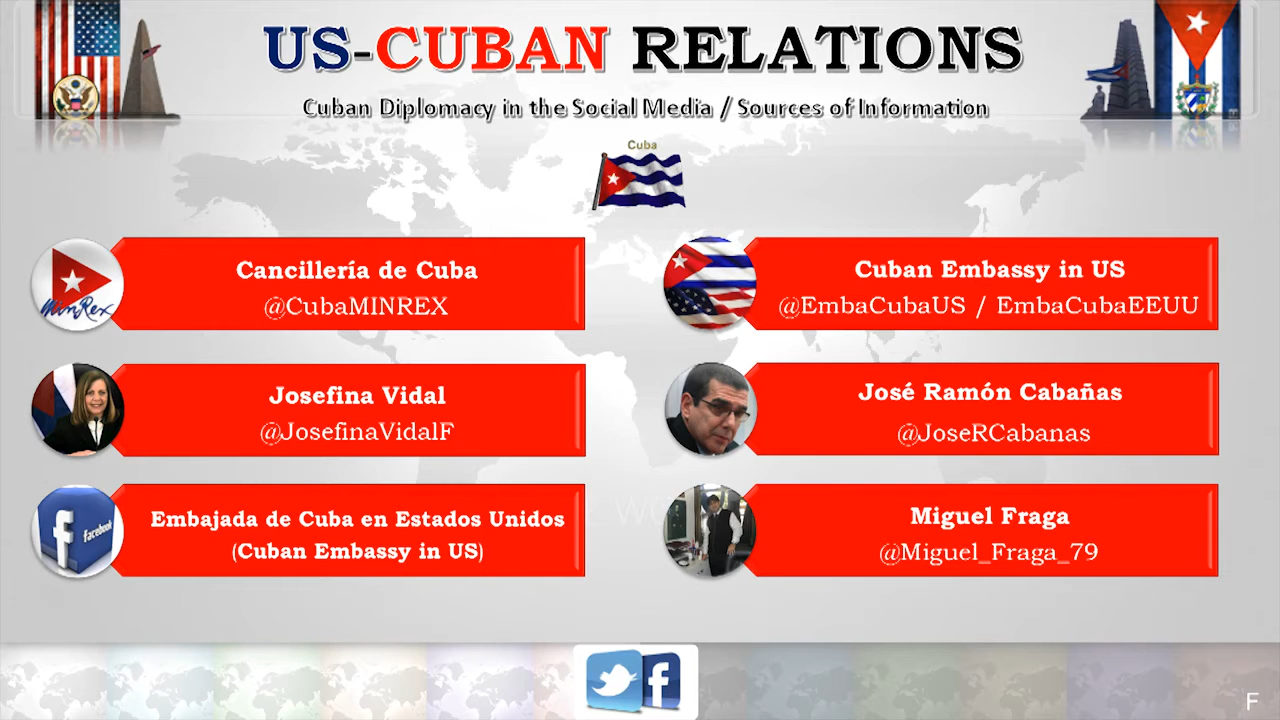 US-CUBAN RELATIONS
Cuban Diplomacy in the Social Media / Sources of Information
Cuba
MinRex
Cancillería de Cuba
@CubaMINREX
Cuban Embassy in US
@EmbaCubaUS / EmbaCubaEEUU
Josefina Vidal
@JosefinaVidalF
José Ramón Cabañas
@JoseRCabanas
facebook
Embajada de Cuba en Estados Unidos
(Cuban Embassy in US)
Miguel Fraga
@Miguel_Fraga_79
F